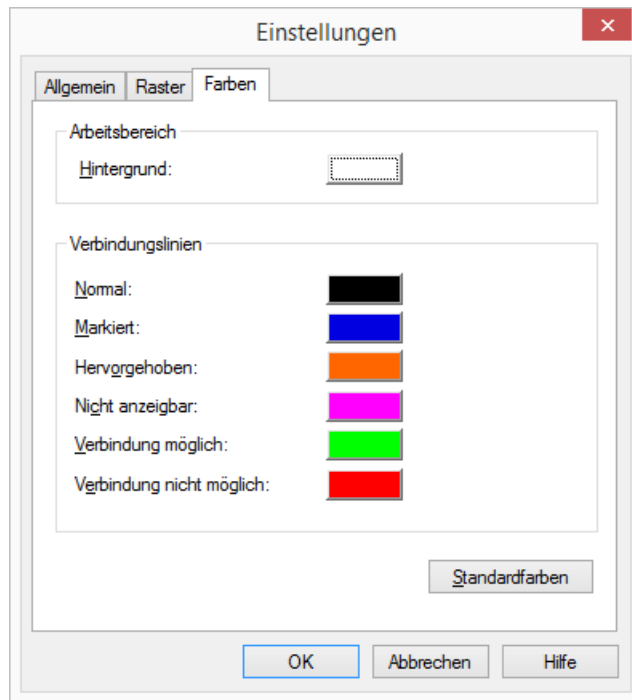 Einstellungen
Allgemein Raster Farben
Arbeitsbereich
Hintergrund:
Verbindungslinien
Normal:
Markiert:
Hervorgehoben:
Nicht anzeigbar:
Verbindung möglich:
Verbindung nicht möglich:
Standardfarben
OK Abbrechen Hilfe